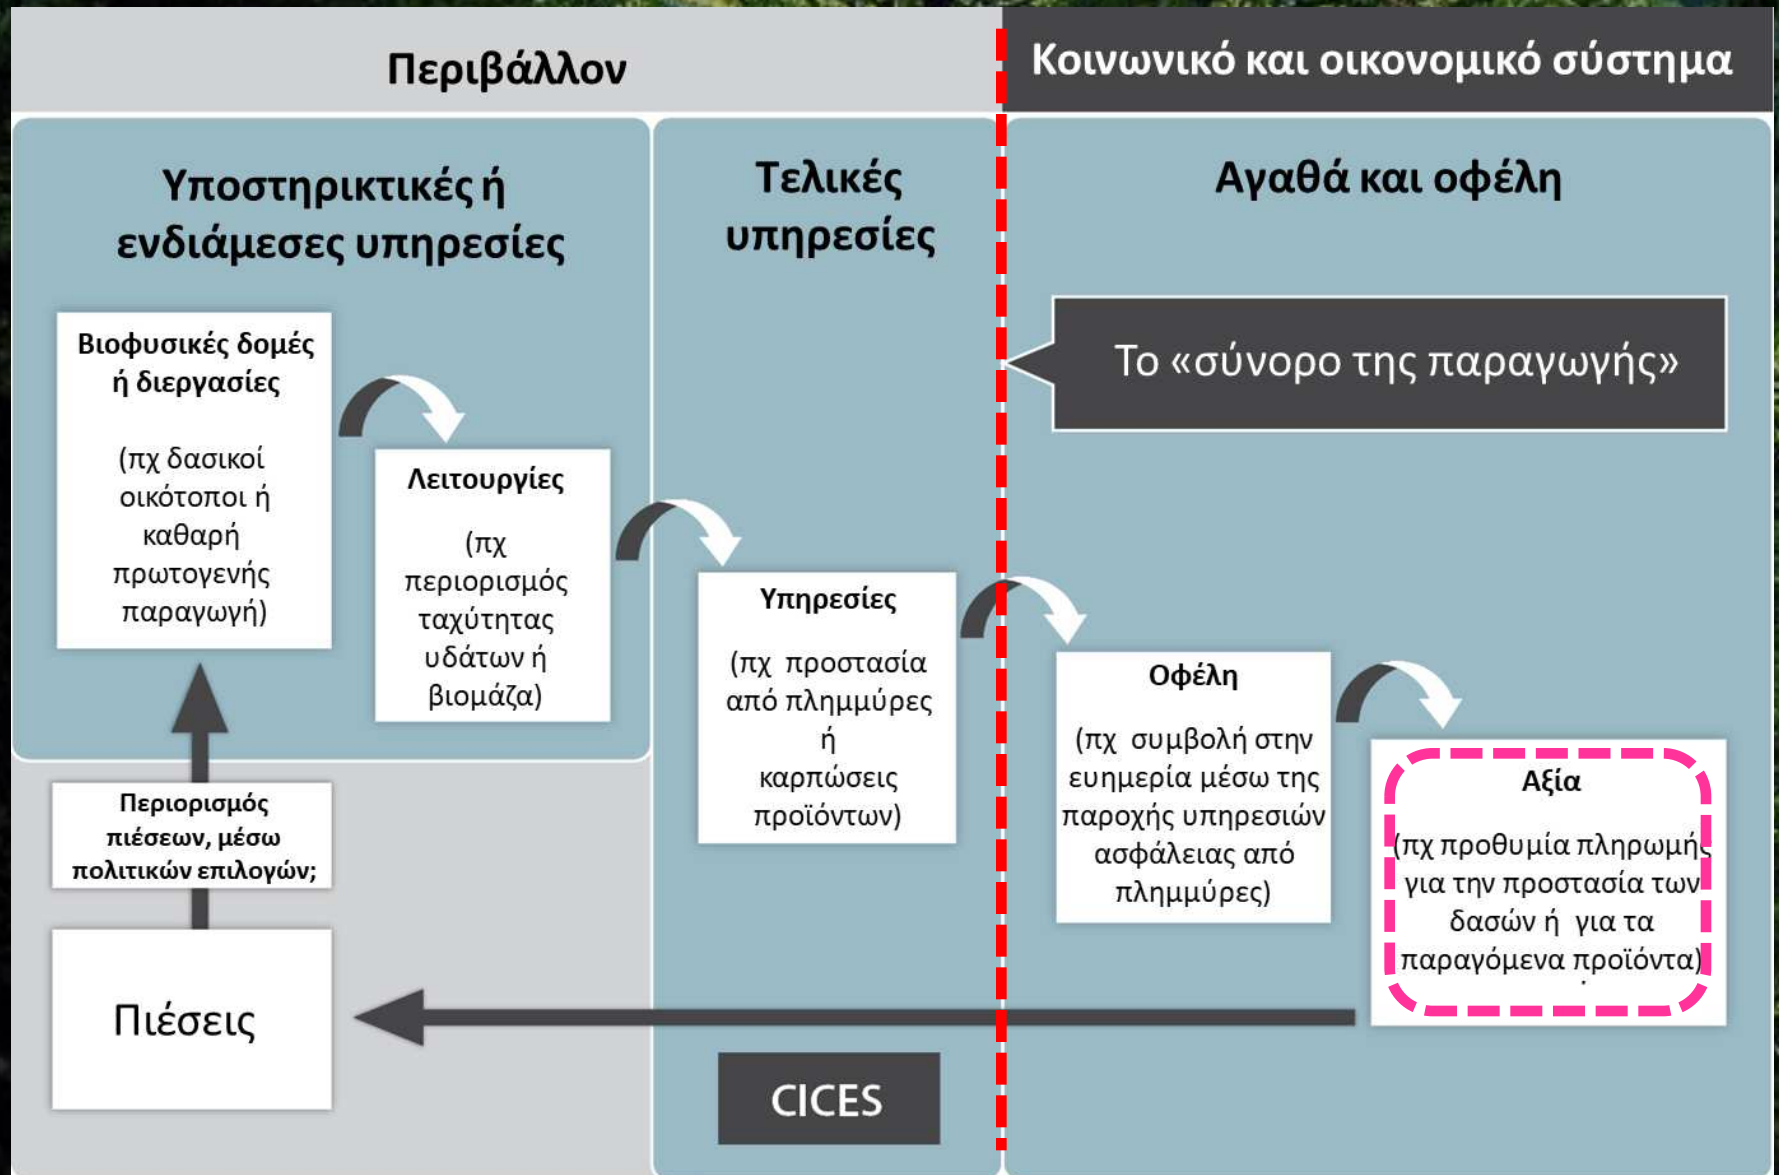 Περιβάλλον
Κοινωνικό και οικονομικό σύστημα
Υποστηρικτικές ή
ενδιάμεσες υπηρεσίες
Τελικές
υπηρεσίες
Αγαθά και οφέλη
Το «σύνορο της παραγωγής»
Βιοφυσικές δομές
ή διεργασίες
(πχ δασικοί
οικότοποι ή
καθαρή
πρωτογενής
παραγωγή)
Λειτουργίες
(πχ
περιορισμός
ταχύτητας
υδάτων ή
βιομάζα)
Υπηρεσίες
(πχ προστασία
από πλημμύρες
ή
καρπώσεις
προϊόντων)
Οφέλη
(πχ συμβολή στην
ευημερία μέσω της
παροχής υπηρεσιών
ασφάλειας από
πλημμύρες)
Αξία
(πχ προθυμία πληρωμής
για την προστασία των
δασών ή για τα
παραγόμενα προϊόντα)
.
Περιορισμός
πιέσεων, μέσω
πολιτικών επιλογών;
Πιέσεις
CICES